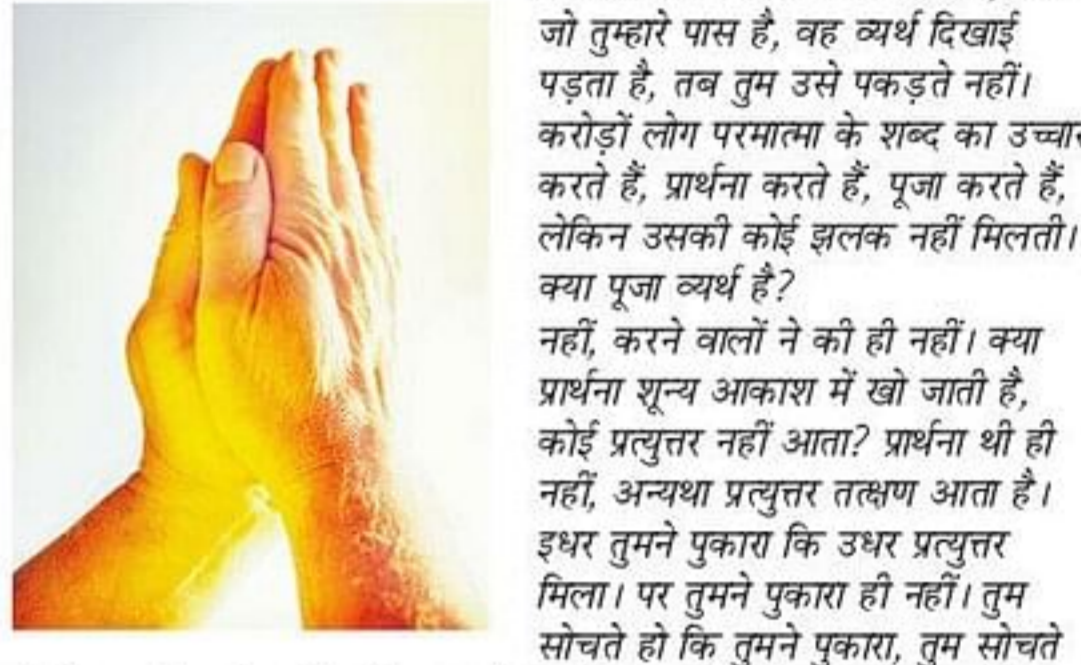 जो तुम्हारे पास है, वह व्यर्थ दिखाई
पड़ता है, तब तुम उसे पकड़ते नहीं।
करोड़ों लोग परमात्मा के शब्द का उच्चार
करते हैं, प्रार्थना करते हैं, पूजा करते हैं,
लेकिन उसकी कोई झलक नहीं मिलती।
क्या पूजा व्यर्थ है?
नहीं, करने वालों ने की ही नहीं। क्या
प्रार्थना शून्य आकाश में खो जाती है,
कोई प्रत्युत्तर नहीं आता? प्रार्थना थी ही
नहीं, अन्यथा प्रत्युत्तर तत्क्षण आता है।
इधर तुमने पुकारा कि उधर प्रत्युत्तर
मिला। पर तुमने पुकारा ही नहीं। तुम
सोचते हो कि तुमने पुकारा, तुम सोचते